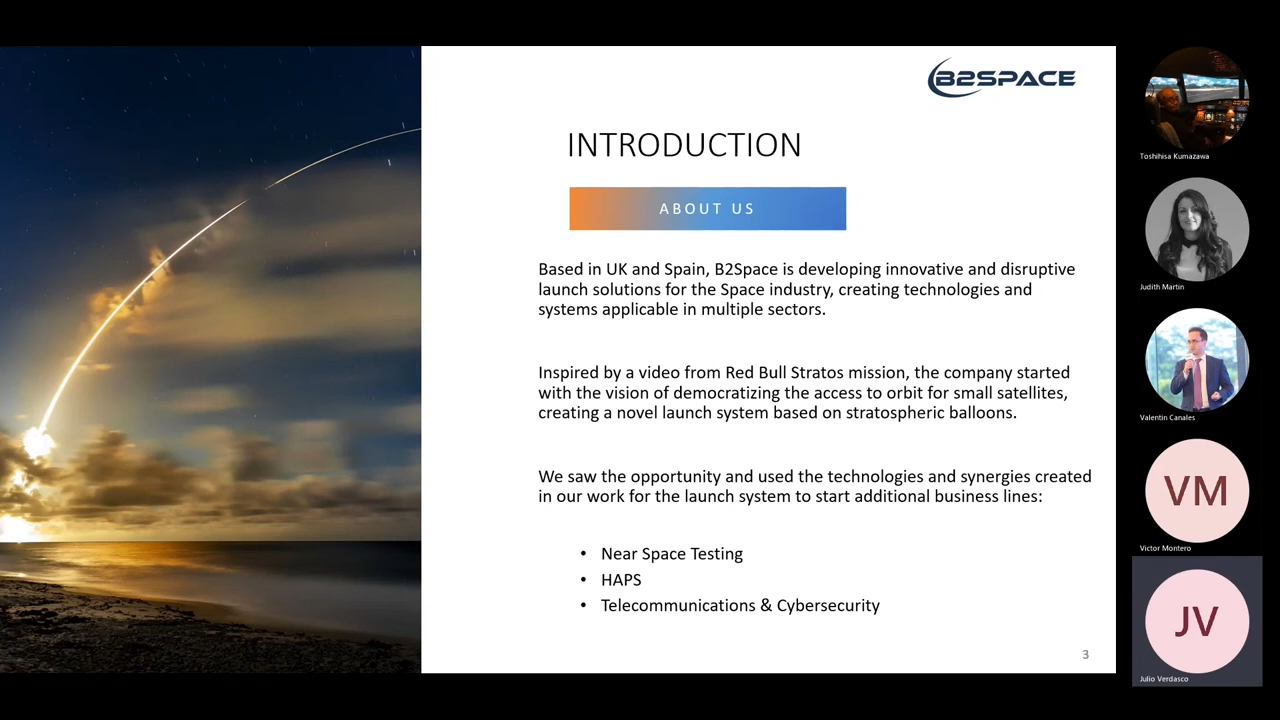 B2SPACE
INTRODUCTION
ABOUT US
Based in UK and Spain, B2Space is developing innovative and disruptive
launch solutions for the Space industry, creating technologies and
systems applicable in multiple sectors.
Inspired by a video from Red Bull Stratos mission, the company started
with the vision of democratizing the access to orbit for small satellites,
creating a novel launch system based on stratospheric balloons.
We saw the opportunity and used the technologies and synergies created
in our work for the launch system to start additional business lines:
• Near Space Testing
• HAPS
• Telecommunications & Cybersecurity
3
Toshihisa Kumazawa
Judith Martin
Valentin Canales
VM
Victor Montero
JV
Julio Verdasco